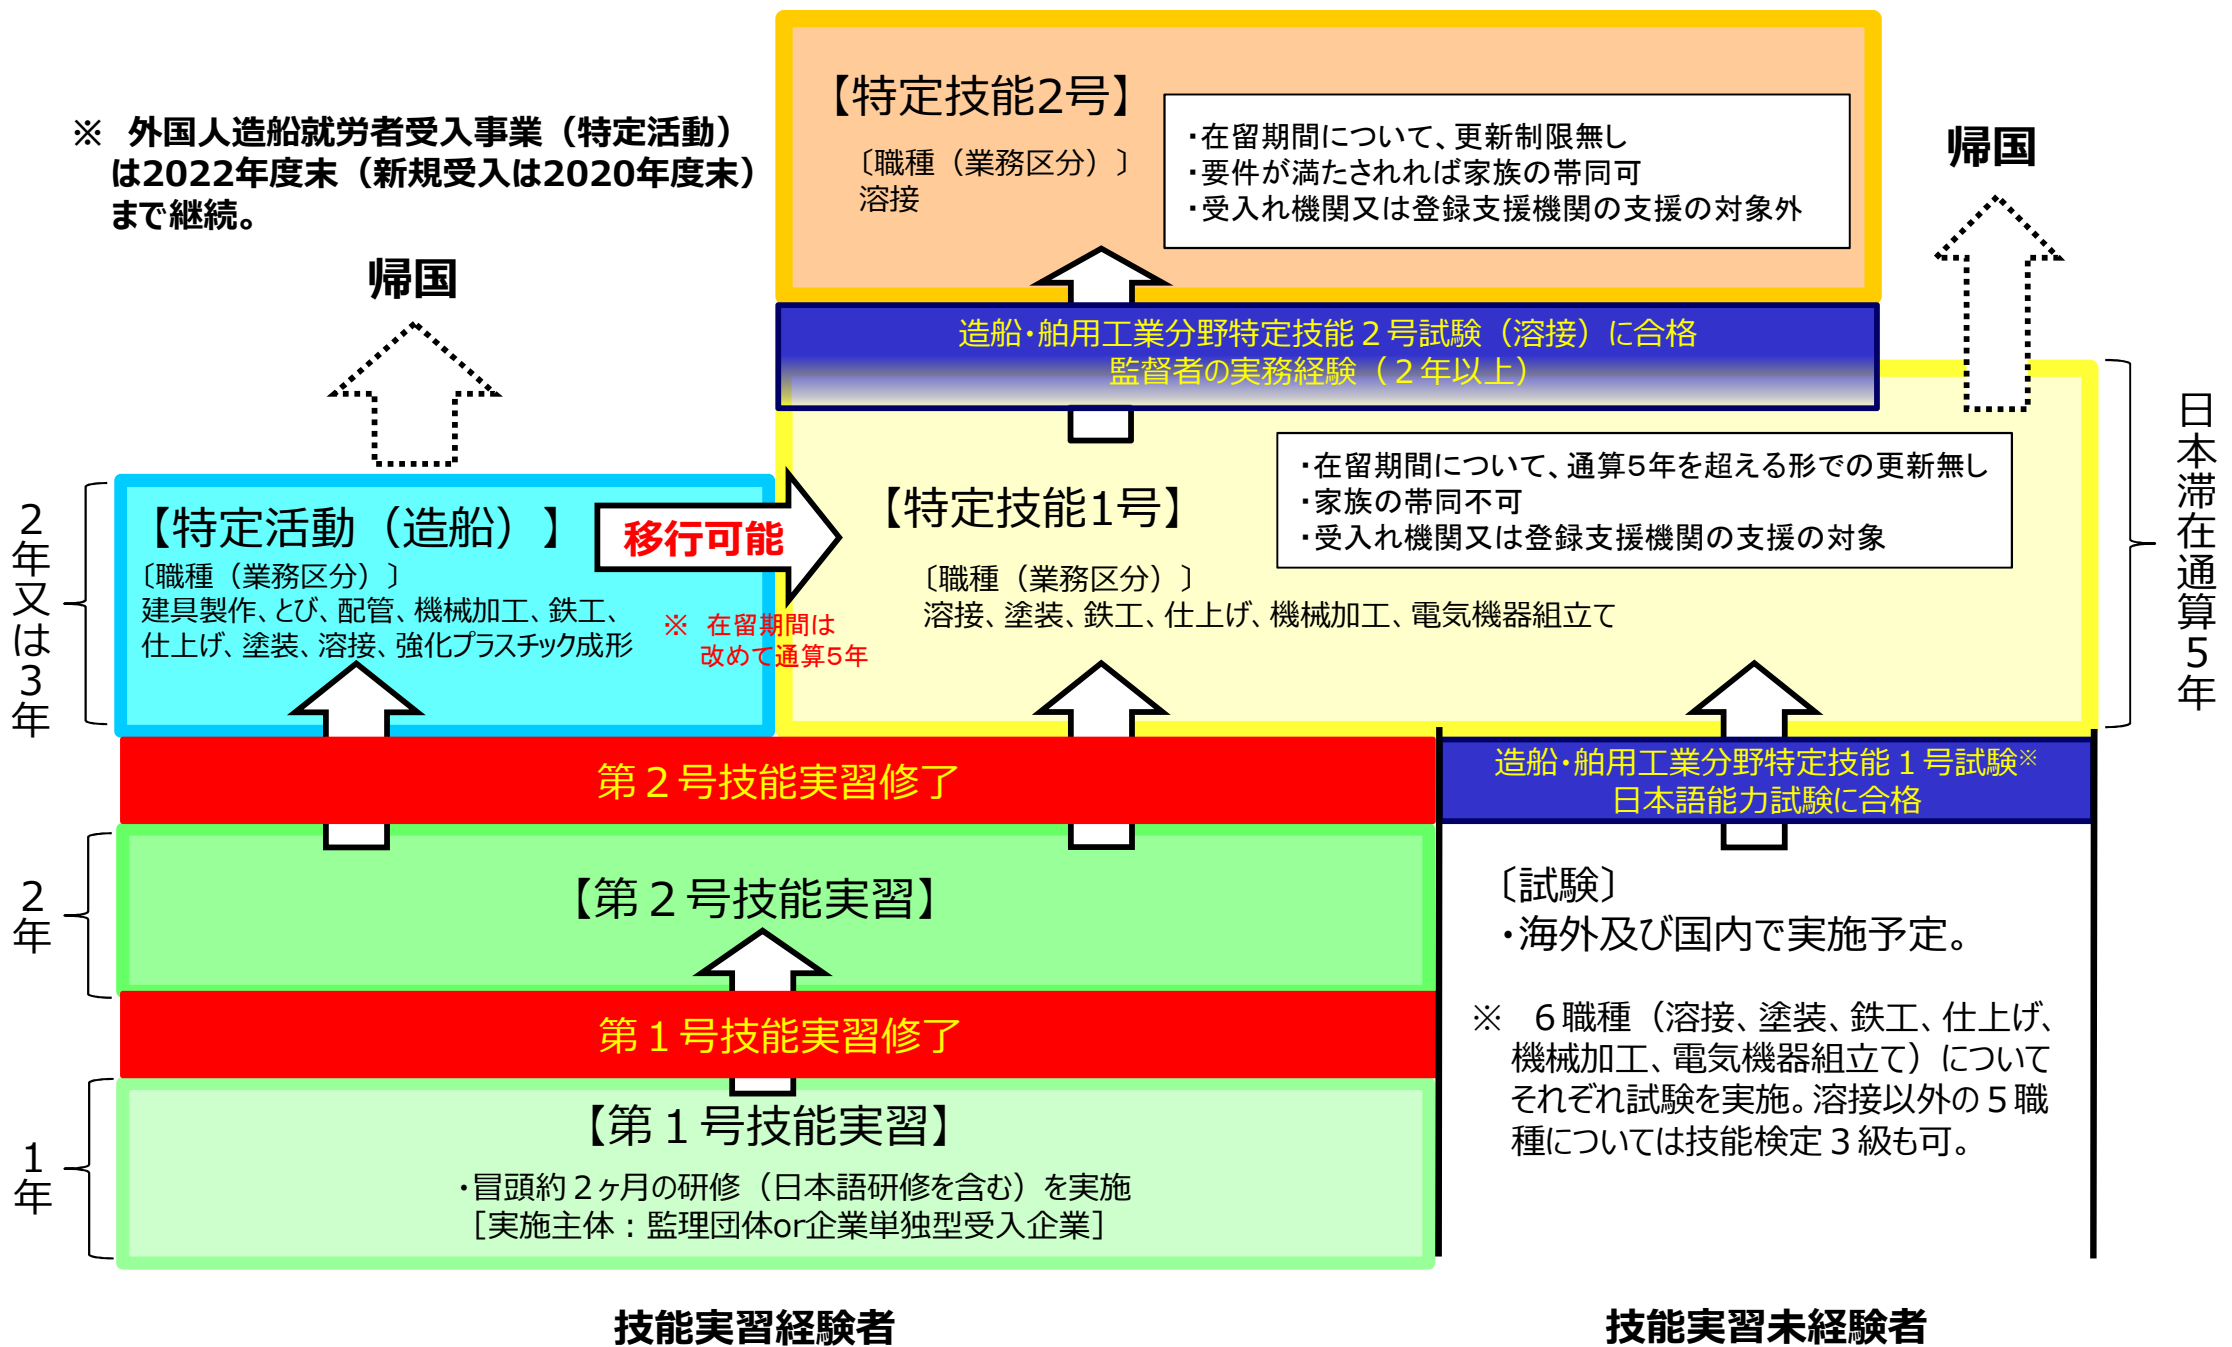 ※　外国人造船就労者受入事業（特定活動）
は2022年度末（新規受入は2020年度末）
まで継続。
帰国
【特定技能2号】
〔職種（業務区分）〕
溶接
・在留期間について、更新制限無し
・要件が満たされれば家族の帯同可
・受入れ機関又は登録支援機関の支援の対象外
帰国
造船・舶用工業分野特定技能２号試験（溶接）に合格
監督者の実務経験（２年以上）
２年又は３年
【特定活動（造船）】
〔職種（業務区分）〕
建具製作、とび、配管、機械加工、鉄工、
仕上げ、塗装、溶接、強化プラスチック成形
移行可能
※　在留期間は
改めて通算5年
【特定技能1号】
〔職種（業務区分）〕
溶接、塗装、鉄工、仕上げ、機械加工、電気機器組立て
・在留期間について、通算5年を超える形での更新無し
・家族の帯同不可
・受入れ機関又は登録支援機関の支援の対象
日本滞在通算５年
第２号技能実習修了
造船・舶用工業分野特定技能１号試験※
日本語能力試験に合格
２年
【第２号技能実習】
〔試験〕
・海外及び国内で実施予定。
第１号技能実習修了
※　６職種（溶接、塗装、鉄工、仕上げ、
機械加工、電気機器組立て）について
それぞれ試験を実施。溶接以外の５職
種については技能検定３級も可。
１年
【第１号技能実習】
・冒頭約２ヶ月の研修（日本語研修を含む）を実施
［実施主体：監理団体or企業単独型受入企業］
技能実習経験者
技能実習未経験者